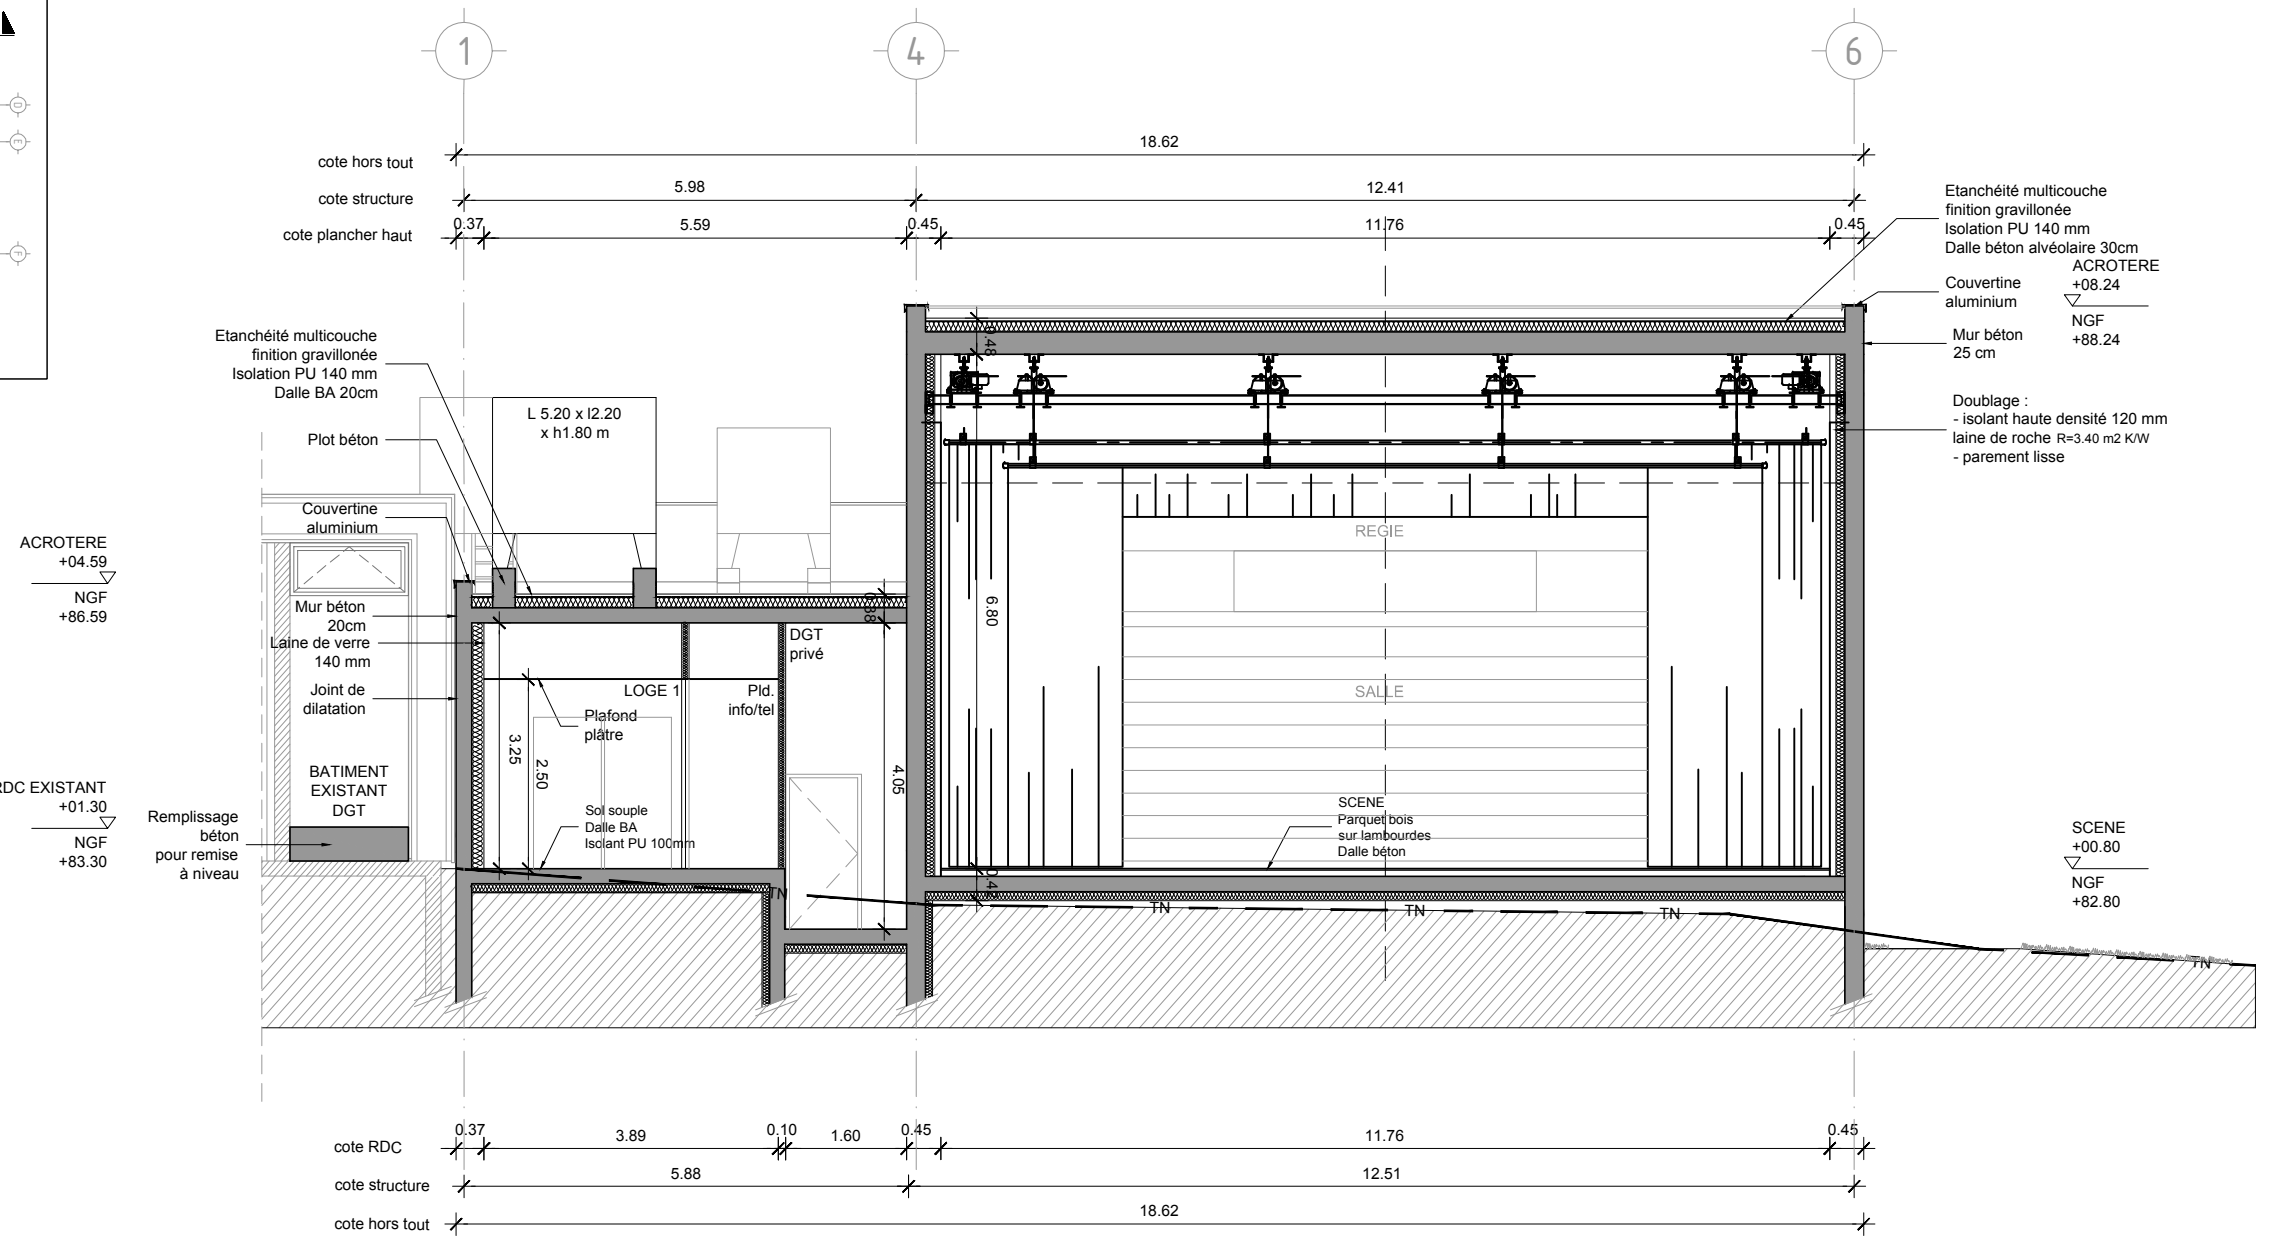 1
4
6
D
E
F
18.62
cote hors tout
5.98
12.41
cote structure
0.37
5.59
0.45
11.76
0.45
cote plancher haut
Etanchéité multicouche
finition gravillonée
Isolation PU 140 mm
Dalle béton alvéolaire 30cm
ACROTERE
+08.24
NGF
+88.24
Couvertine
aluminium
Mur béton
25 cm
Doublage :
- isolant haute densité 120 mm
laine de roche R=3.40 m2 K/W
- parement lisse
Etanchéité multicouche
finition gravillonée
Isolation PU 140 mm
Dalle BA 20cm
L 5.20 x l2.20
x h1.80 m
Plot béton
Couvertine
aluminium
ACROTERE
+04.59
NGF
+86.59
Mur béton
20cm
Laine de verre
140 mm
Joint de
dilatation
BATIMENT
EXISTANT
DGT
RDC EXISTANT
+01.30
NGF
+83.30
Remplissage
béton
pour remise
à niveau
0.48
0.38
DGT
privé
LOGE 1
Pld.
info/tel
Plafond
plâtre
3.25
2.50
4.05
6.80
Sol souple
Dalle BA
Isolant PU 100mm
REGIE
SALLE
SCENE
Parquet bois
sur lambourdes
Dalle béton
SCENE
+00.80
NGF
+82.80
TN
TN
TN
TN
TN
0.37
3.89
0.10
1.60
0.45
11.76
0.45
cote RDC
5.88
12.51
cote structure
18.62
cote hors tout